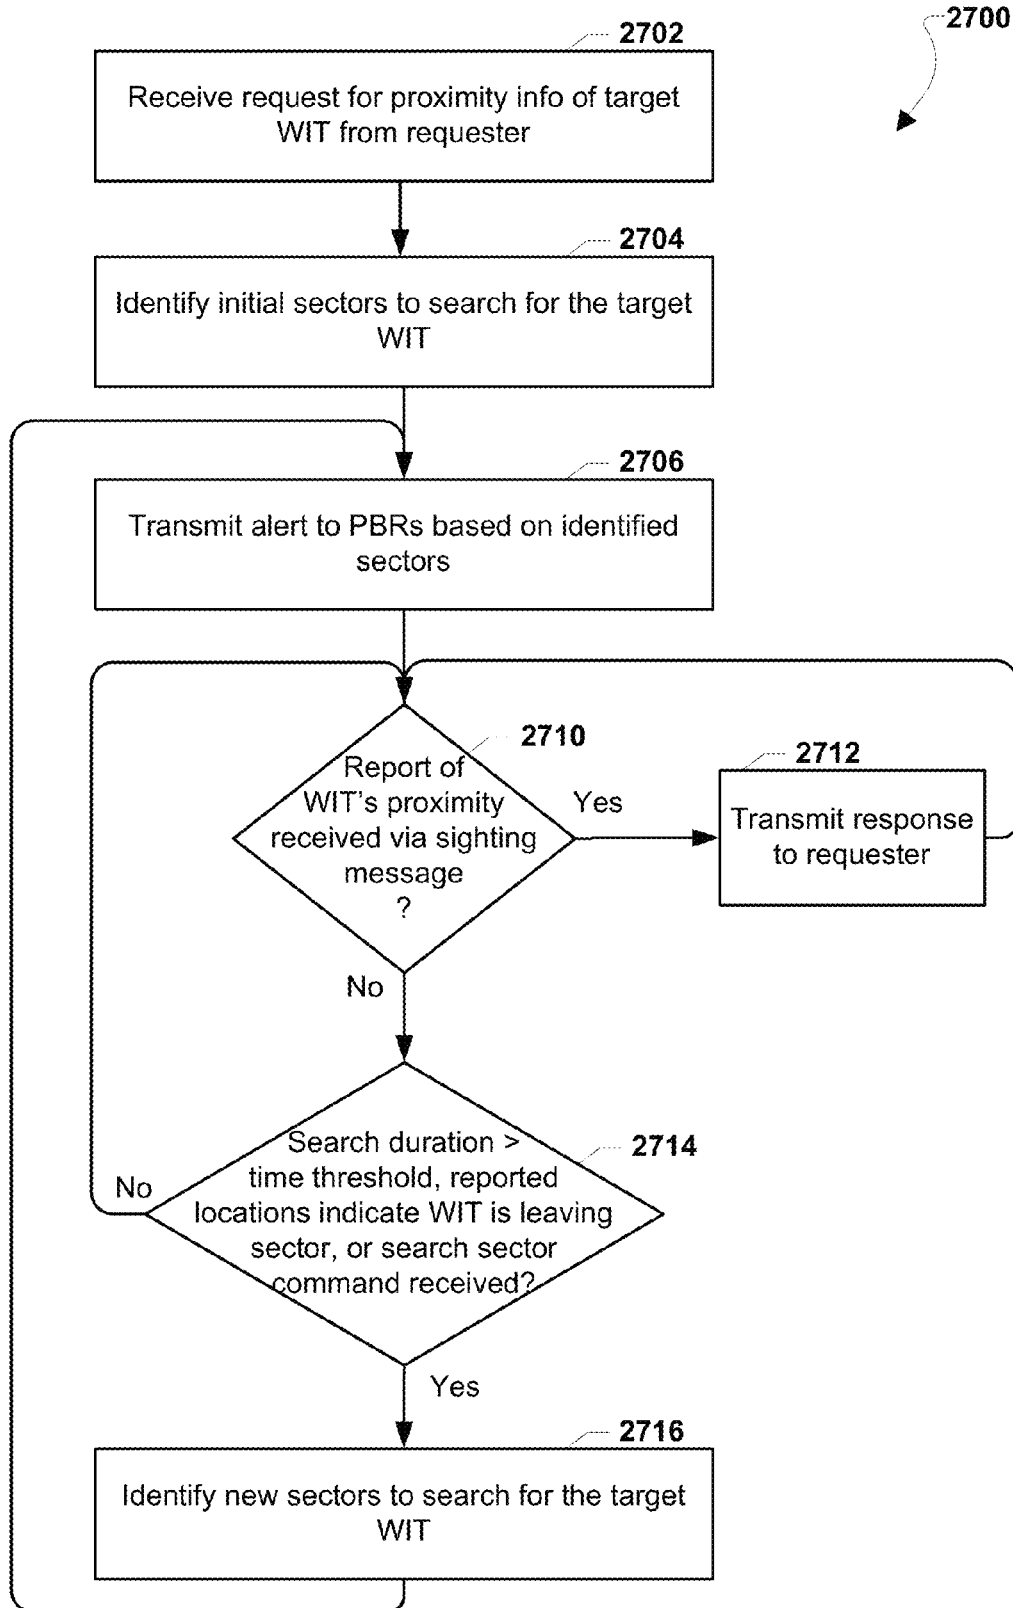 2700
2702
Receive request for proximity info of target
WIT from requester
2704
Identify initial sectors to search for the target
WIT
2706
Transmit alert to PBRs based on identified
sectors
2710
Report of
WIT's proximity
received via sighting
message
?
Yes
2712
Transmit response
to requester
No
2714
Search duration >
time threshold, reported
locations indicate WIT is leaving
sector, or search sector
command received?
No
Yes
2716
Identify new sectors to search for the target
WIT